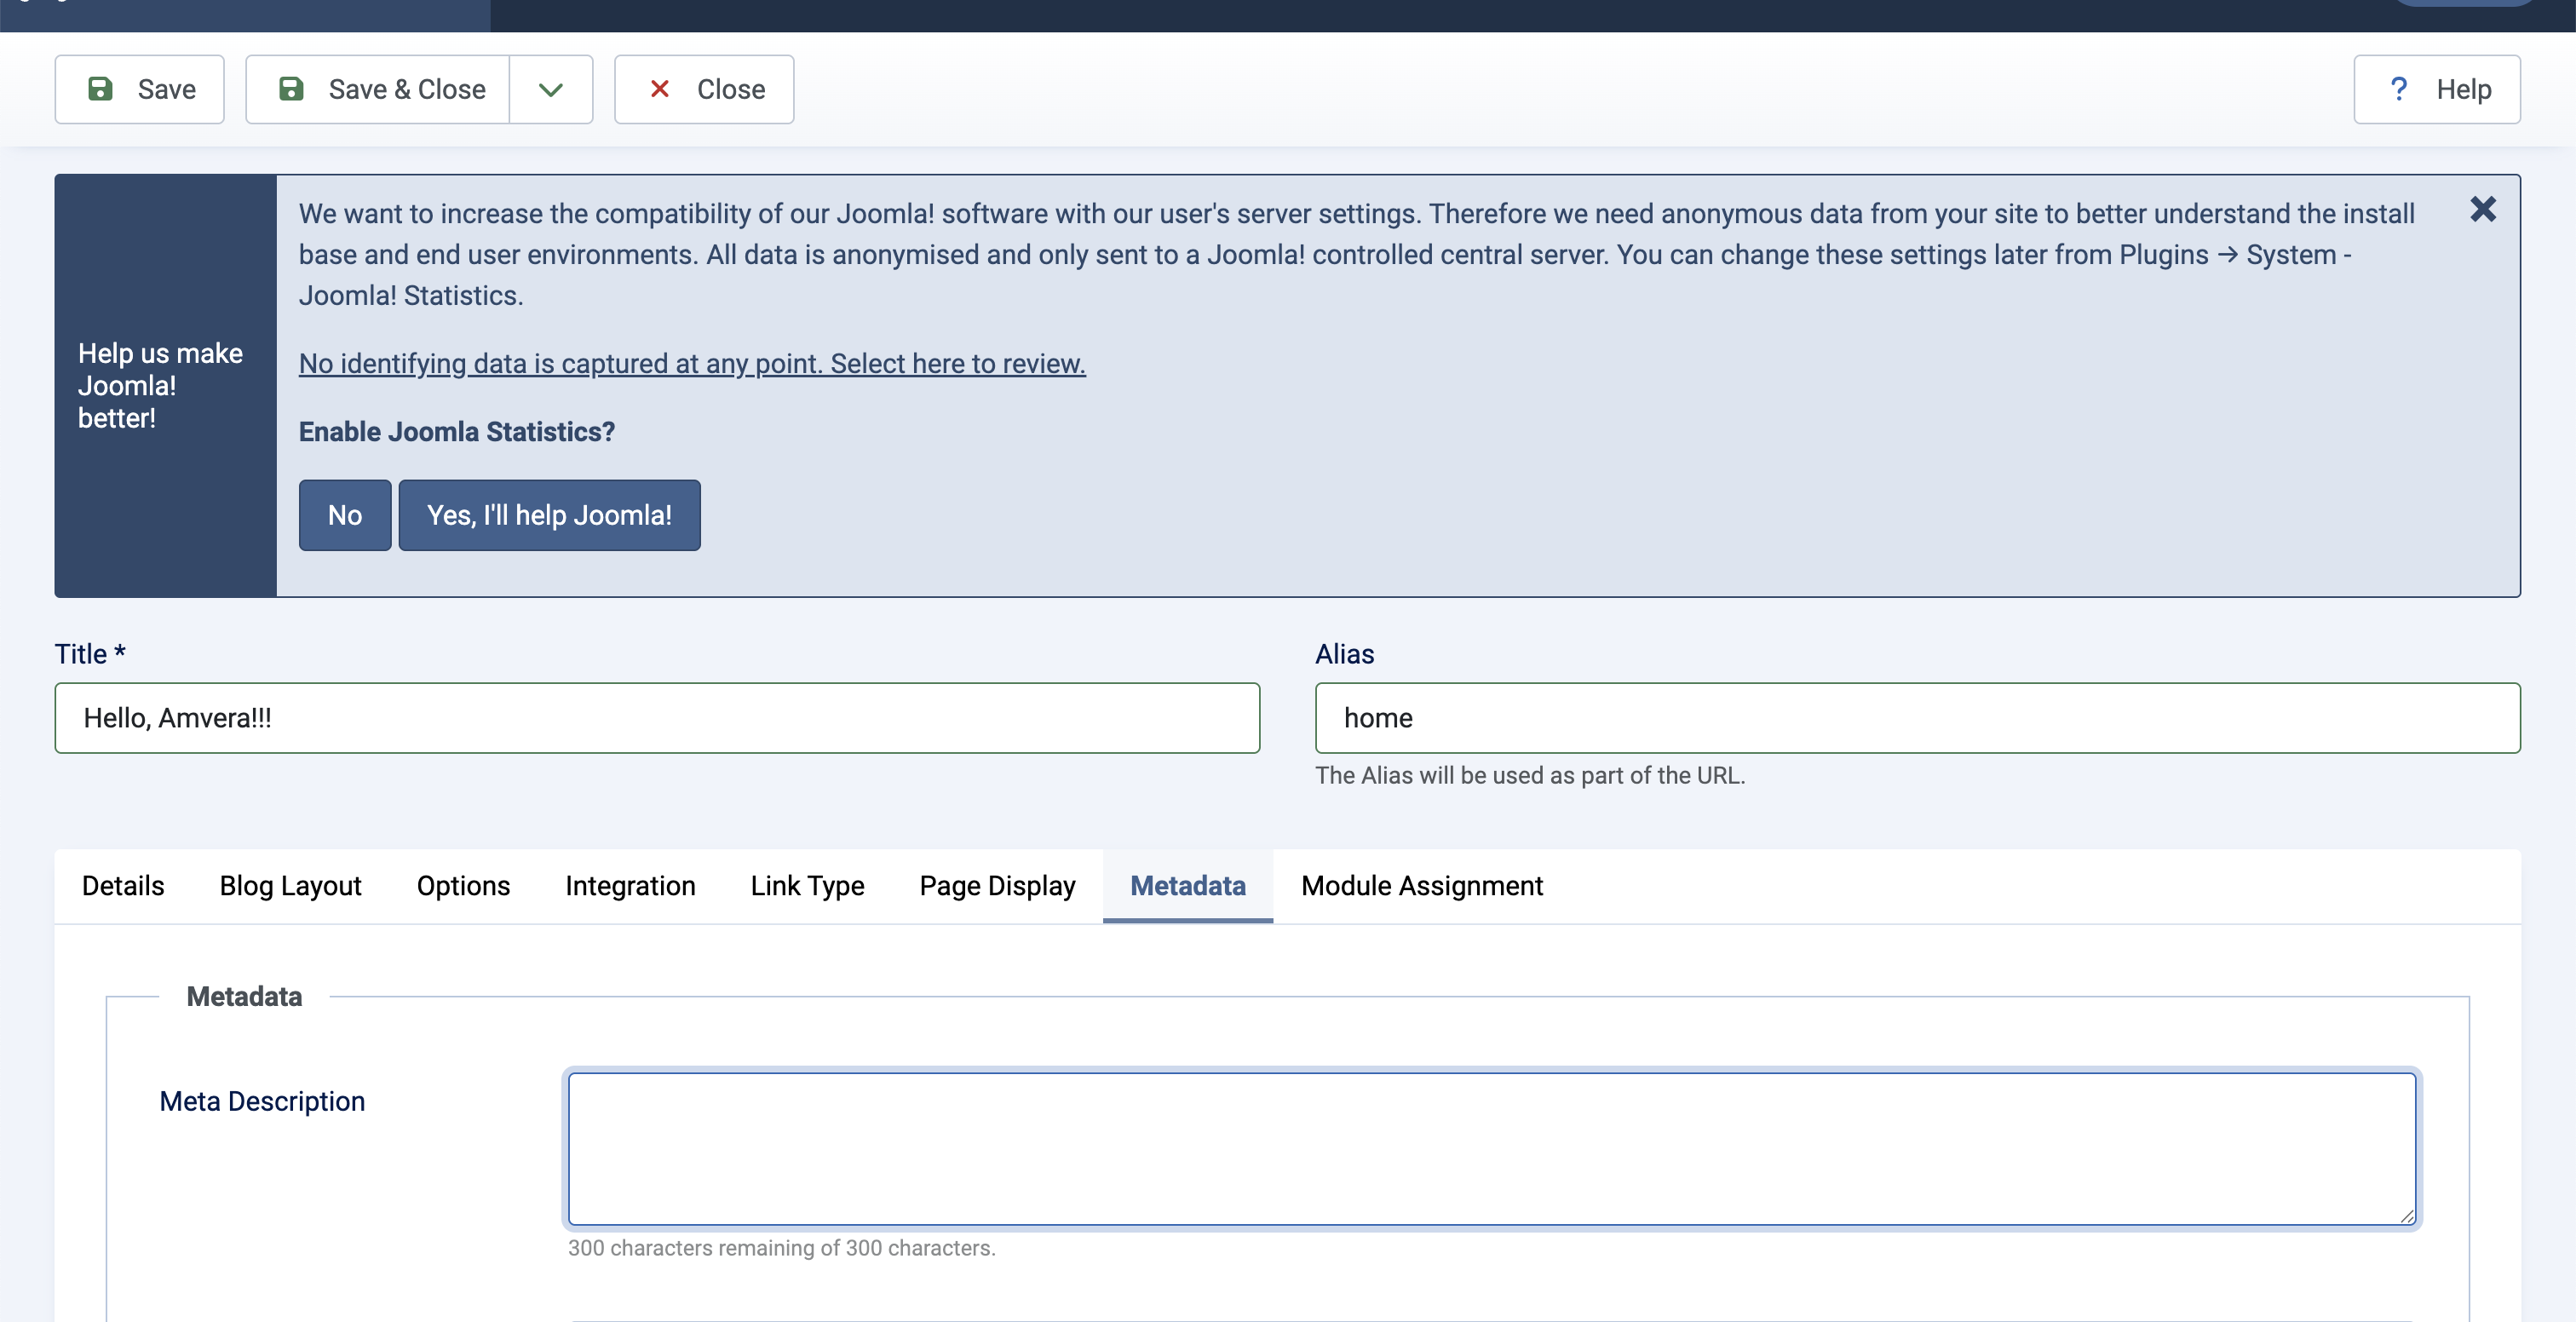 Save
Save & Close
Close
? Help
Help us make
Joomla!
better!
We want to increase the compatibility of our Joomla! software with our user's server settings. Therefore we need anonymous data from your site to better understand the install
base and end user environments. All data is anonymised and only sent to a Joomla! controlled central server. You can change these settings later from Plugins → System -
Joomla! Statistics.
No identifying data is captured at any point. Select here to review.
Enable Joomla Statistics?
No
Yes, I'll help Joomla!
Title *
Alias
Hello, Amvera!!!
home
The Alias will be used as part of the URL.
Details
Blog Layout
Options
Integration
Link Type
Page Display
Metadata
Module Assignment
Metadata
Meta Description
300 characters remaining of 300 characters.